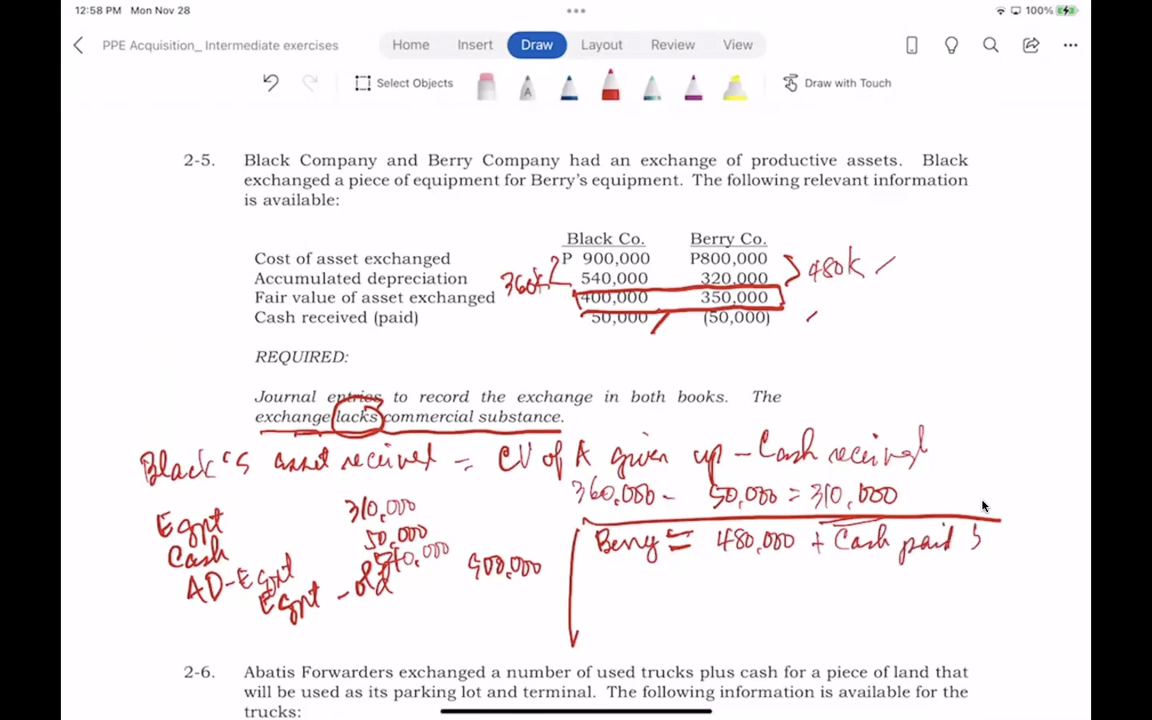 12:58 PM Mon Nov 28
100%
PPE Acquisition_ Intermediate exercises
Home Insert Draw Layout Review View
A
Select Objects
Draw with Touch
2-5. Black Company and Berry Company had an exchange of productive assets. Black
exchanged a piece of equipment for Berry's equipment. The following relevant information
is available:
Black Co. Berry Co.
Cost of asset exchanged P 900,000 P800,000
Accumulated depreciation 540,000 320,000
360k 480k
Fair value of asset exchanged 400,000 350,000
Cash received (paid) 50,000 (50,000)
REQUIRED:
Journal entries to record the exchange in both books. The
exchange lacks commercial substance.
Black's asset received = CV of A given up - Cash received
360,000 - 50,000 = 310,000
Eqpt 310,000
Cash 50,000
AD-Eqpt 540,000
Eqpt - old 900,000
Berry = 480,000 + Cash paid 5
2-6. Abatis Forwarders exchanged a number of used trucks plus cash for a piece of land that
will be used as its parking lot and terminal. The following information is available for the
trucks: